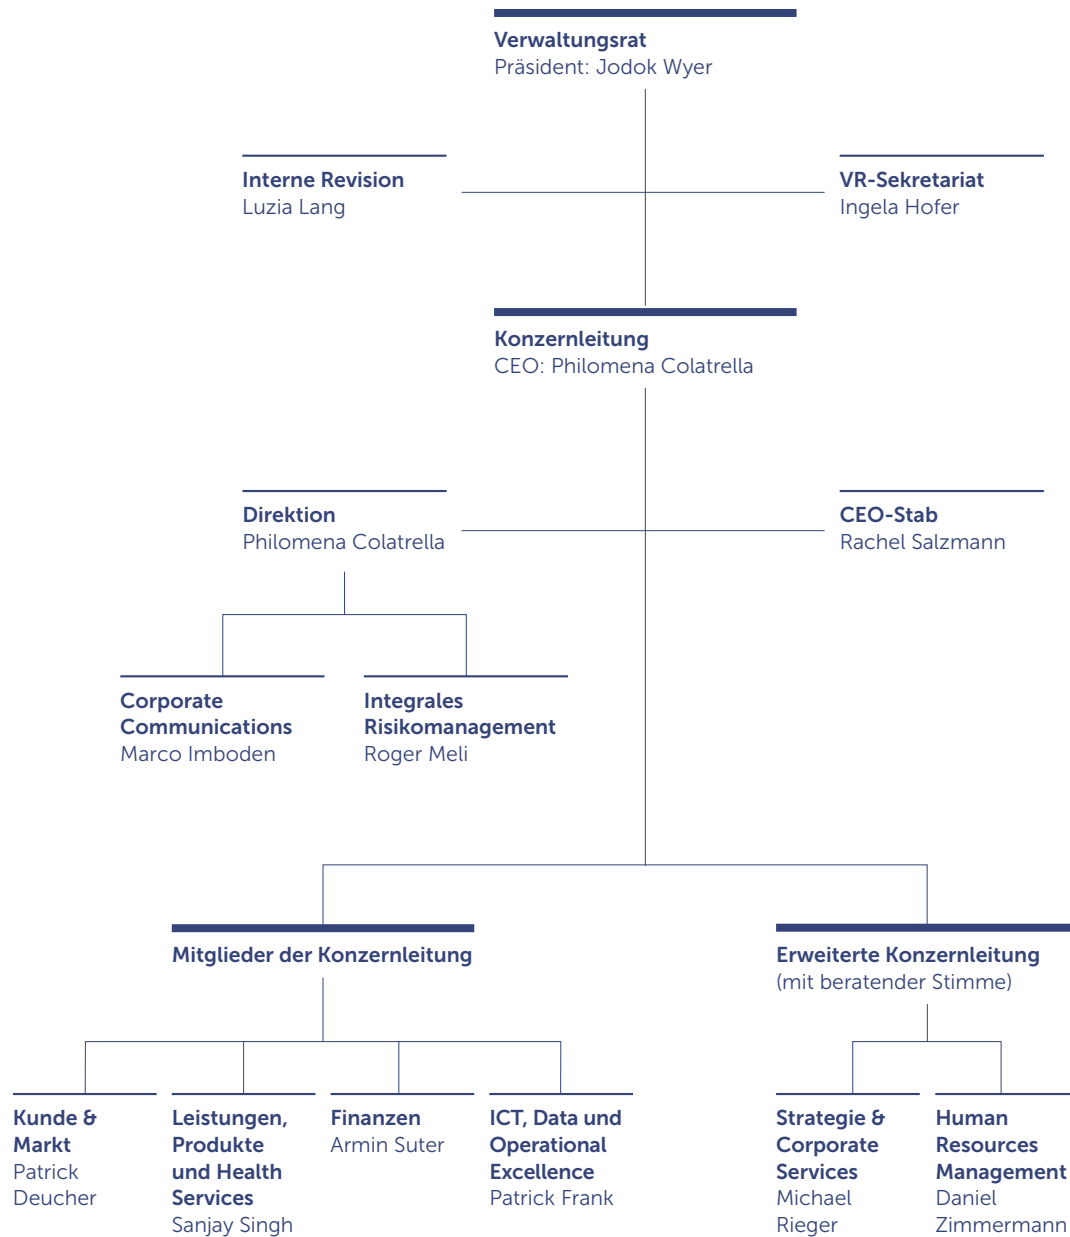 Verwaltungsrat
Präsident: Jodok Wyer
Interne Revision
Luzia Lang
VR-Sekretariat
Ingela Hofer
Konzernleitung
CEO: Philomena Colatrella
Direktion
Philomena Colatrella
CEO-Stab
Rachel Salzmann
Corporate
Communications
Marco Imboden
Integrales
Risikomanagement
Roger Meli
Mitglieder der Konzernleitung
Erweiterte Konzernleitung
(mit beratender Stimme)
Kunde &
Markt
Patrick
Deucher
Leistungen,
Produkte
und Health
Services
Sanjay Singh
Finanzen
Armin Suter
ICT, Data und
Operational
Excellence
Patrick Frank
Strategie &
Corporate
Services
Michael
Rieger
Human
Resources
Management
Daniel
Zimmermann